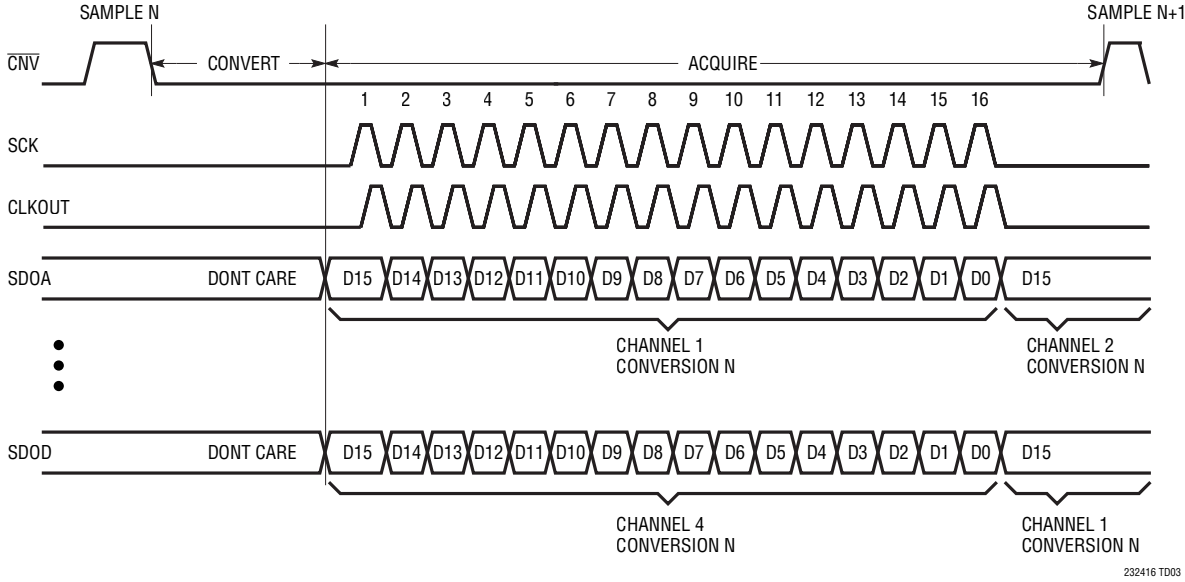 SAMPLE N
SAMPLE N+1
CNV
CONVERT
ACQUIRE
1 2 3 4 5 6 7 8 9 10 11 12 13 14 15 16
SCK
CLKOUT
SDOA DONT CARE D15 D14 D13 D12 D11 D10 D9 D8 D7 D6 D5 D4 D3 D2 D1 D0 D15
CHANNEL 1
CONVERSION N
CHANNEL 2
CONVERSION N
SDOD DONT CARE D15 D14 D13 D12 D11 D10 D9 D8 D7 D6 D5 D4 D3 D2 D1 D0 D15
CHANNEL 4
CONVERSION N
CHANNEL 1
CONVERSION N
232416 TD03